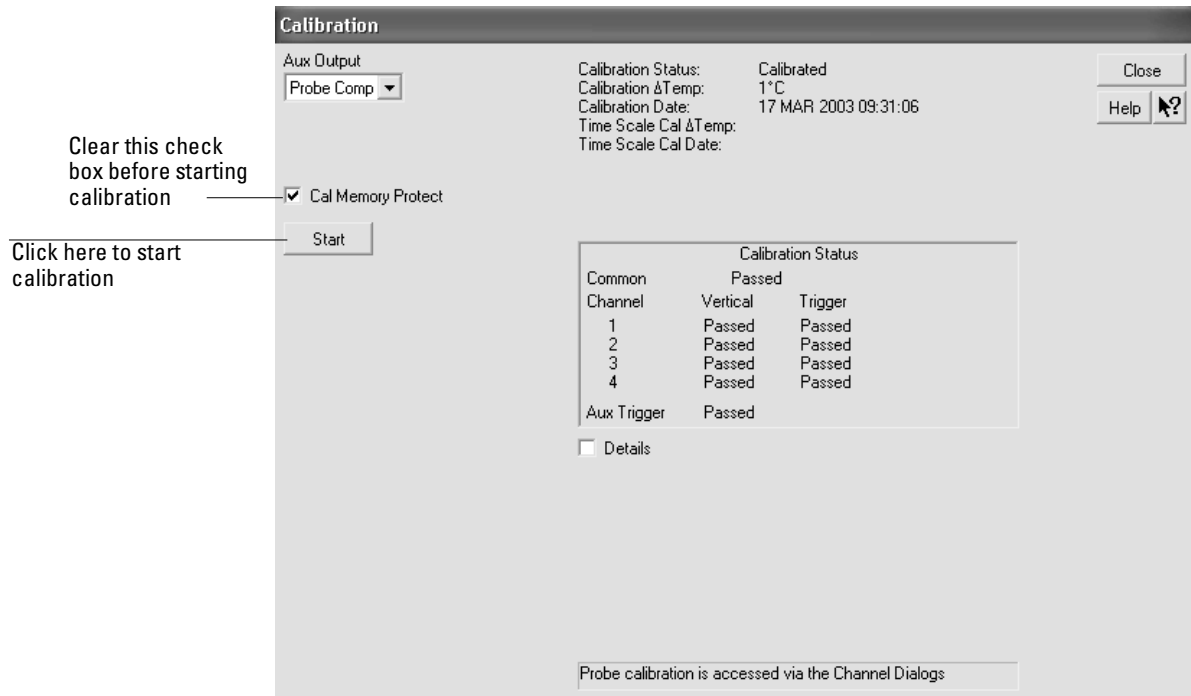 Calibration
Aux Output
Probe Comp
Calibration Status: Calibrated
Calibration ΔTemp: 1°C
Calibration Date: 17 MAR 2003 09:31:06
Time Scale Cal ΔTemp:
Time Scale Cal Date:
Close
Help ?
Clear this check
box before starting
calibration
Cal Memory Protect
Start
Click here to start
calibration
Calibration Status
Common Passed
Channel Vertical Trigger
1 Passed Passed
2 Passed Passed
3 Passed Passed
4 Passed Passed
Aux Trigger Passed
Details
Probe calibration is accessed via the Channel Dialogs